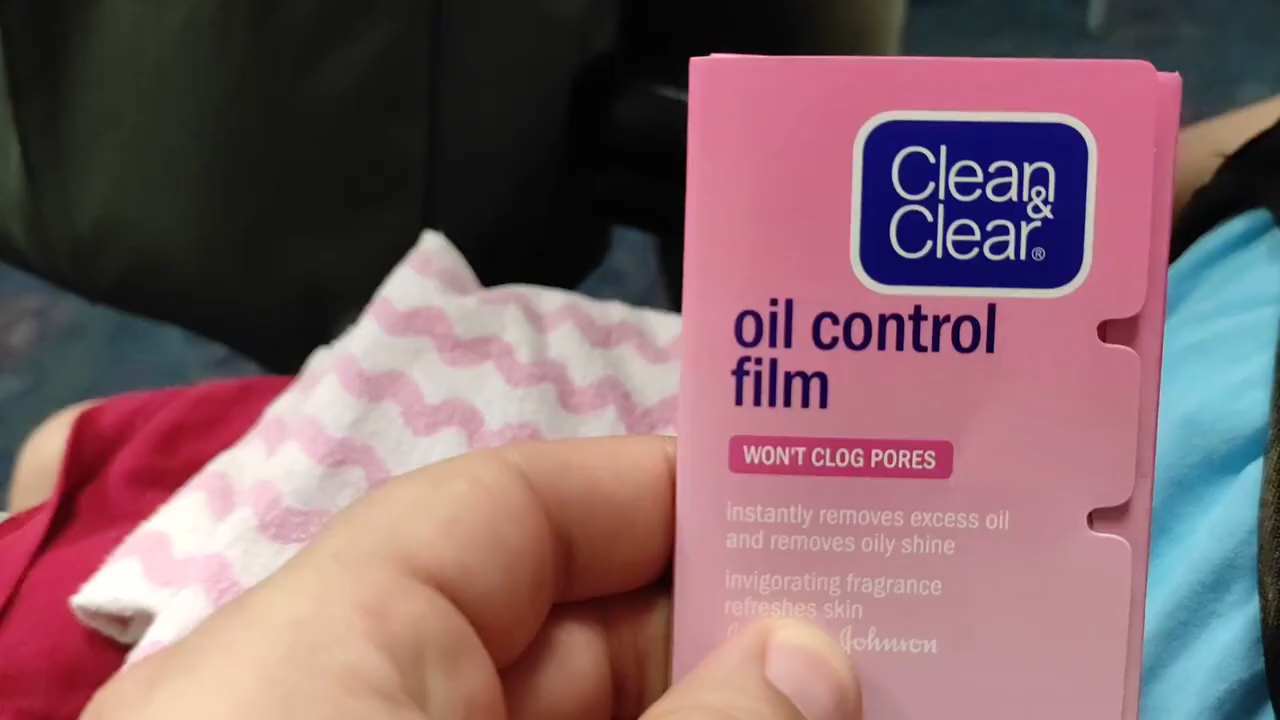 Clean
&
Clear®
oil control
film
WON'T CLOG PORES
instantly removes excess oil
and removes oily shine
invigorating fragrance
refreshes skin
Johnson